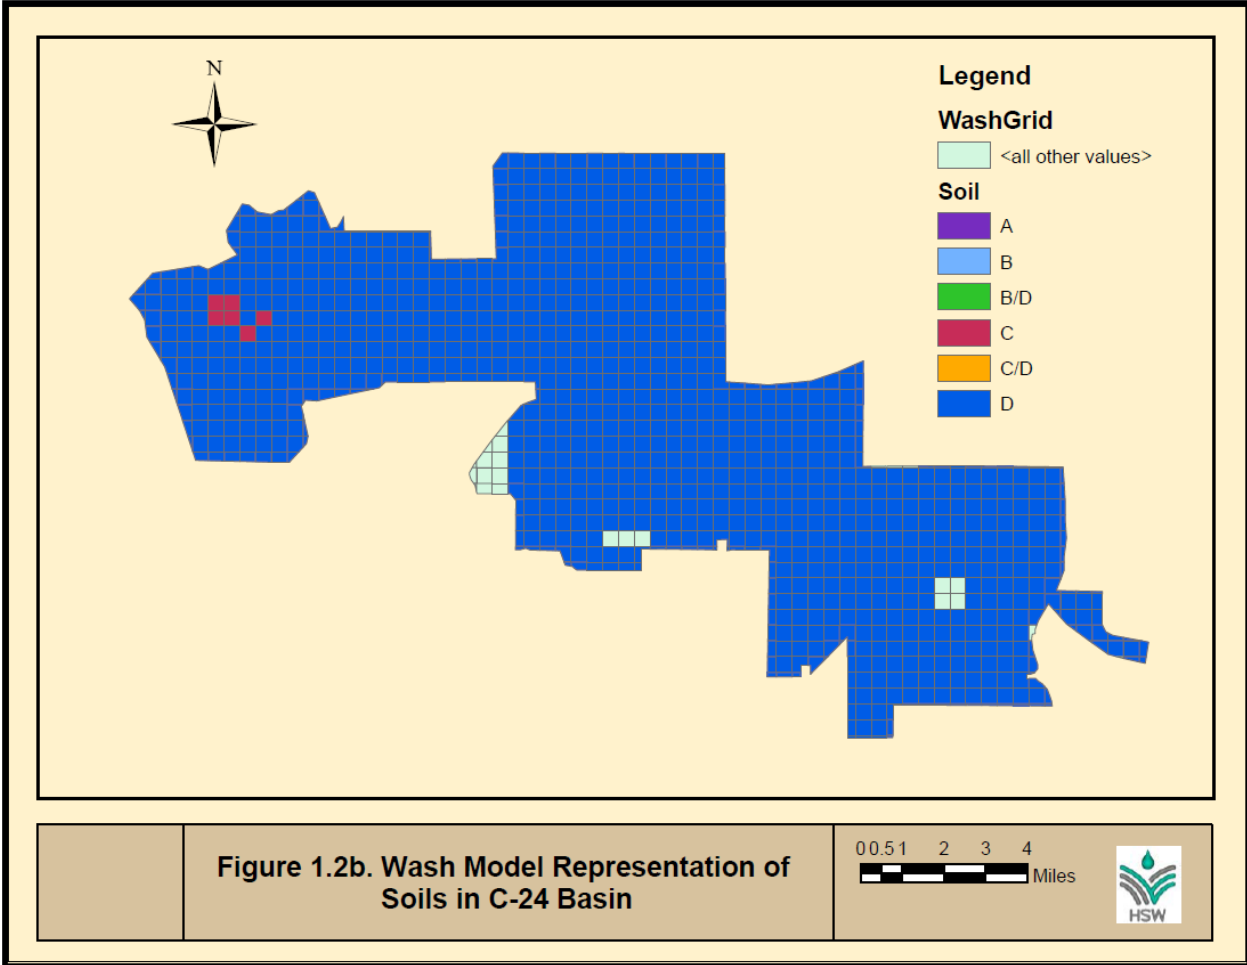 N
Legend
WashGrid
<all other values>
Soil
A
B
B/D
C
C/D
D
Figure 1.2b. Wash Model Representation of
Soils in C-24 Basin
0 0.5 1 2 3 4
Miles
HSW